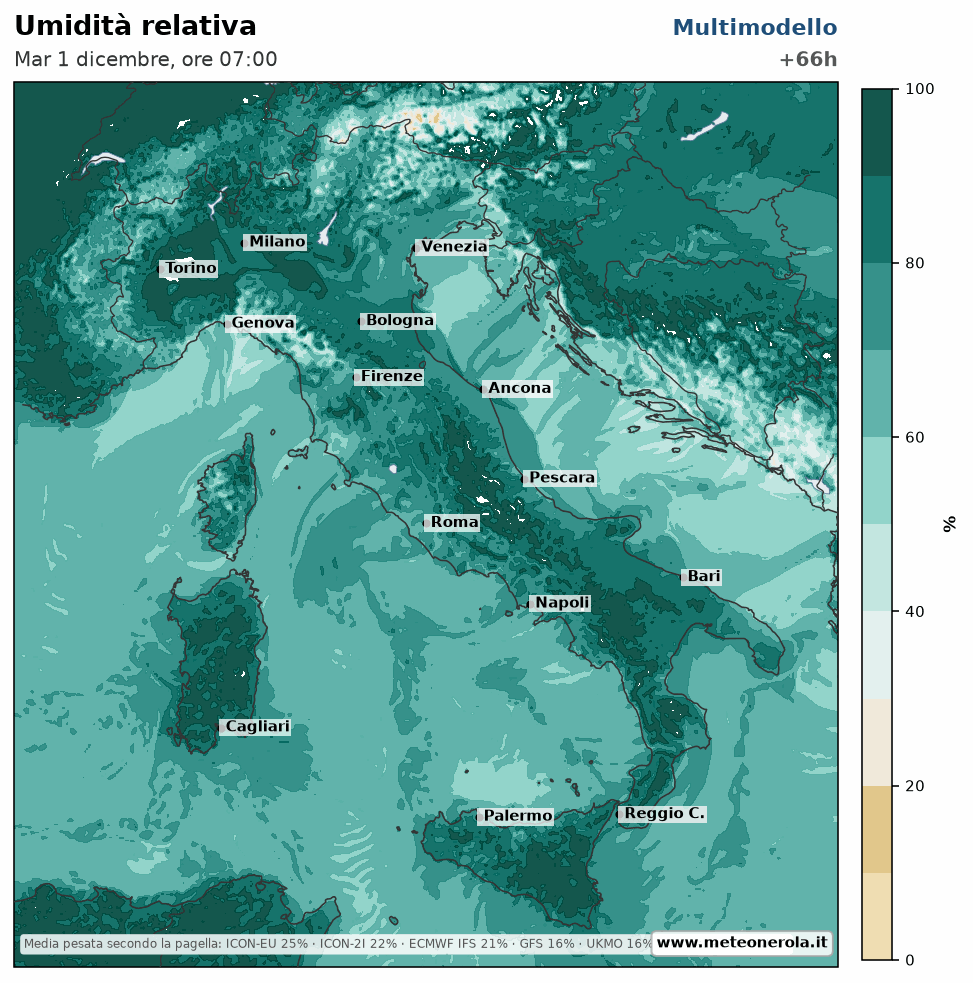 Umidità relativa
Multimodello
Mar 1 dicembre, ore 07:00
+66h
100
80
60
40
20
0
%
Milano
Venezia
Torino
Genova
Bologna
Firenze
Ancona
Pescara
Roma
Bari
Napoli
Cagliari
Palermo
Reggio C.
Media pesata secondo la pagella: ICON-EU 25% · ICON-2I 22% · ECMWF IFS 21% · GFS 16% · UKMO 16%
www.meteonerola.it